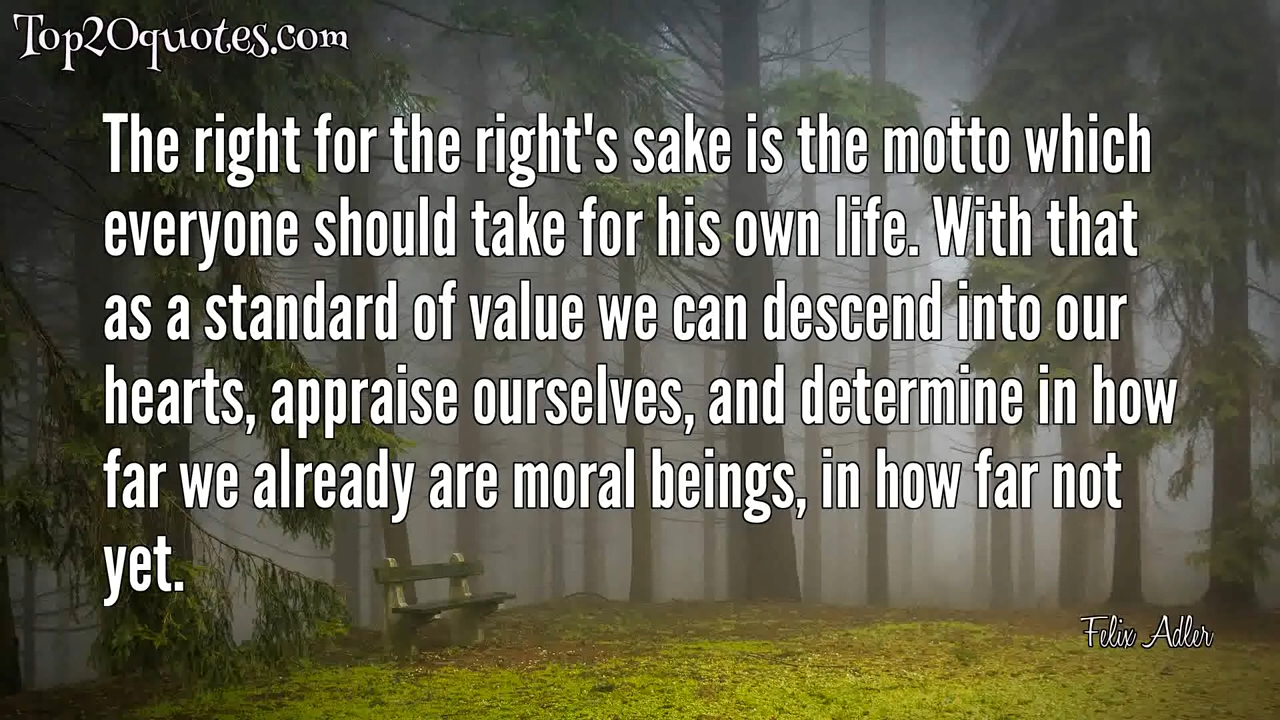 Top20quotes.com
The right for the right's sake is the motto which
everyone should take for his own life. With that
as a standard of value we can descend into our
hearts, appraise ourselves, and determine in how
far we already are moral beings, in how far not
yet.
Felix Adler